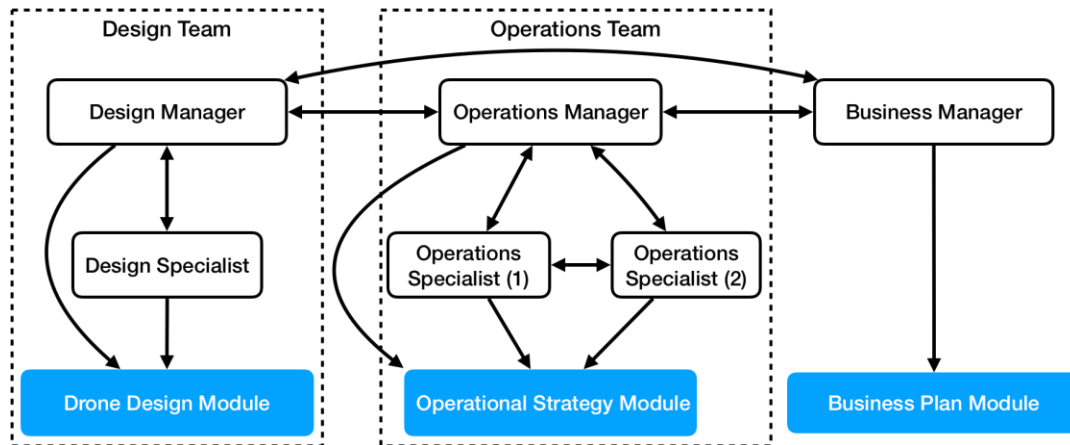 Design Team
Operations Team
Design Manager
Operations Manager
Business Manager
Design Specialist
Operations
Specialist (1)
Operations
Specialist (2)
Drone Design Module
Operational Strategy Module
Business Plan Module